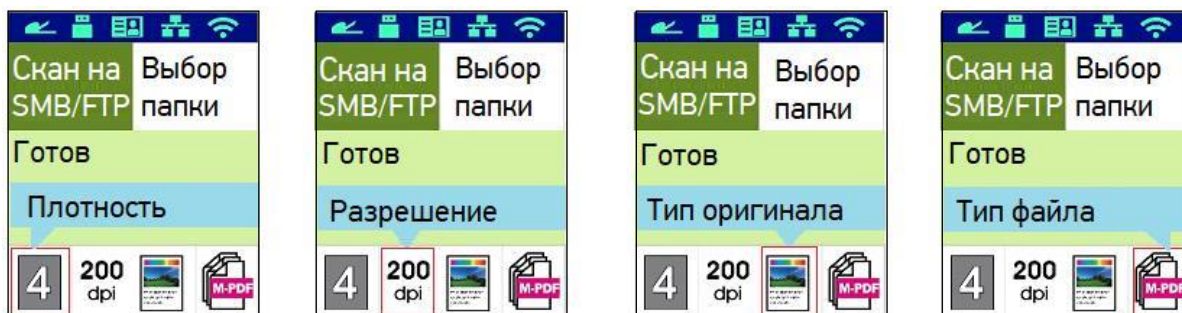 Скан на SMB/FTP
Выбор папки
Готов
Плотность
4 200 dpi M-PDF
Скан на SMB/FTP
Выбор папки
Готов
Разрешение
4 200 dpi M-PDF
Скан на SMB/FTP
Выбор папки
Готов
Тип оригинала
4 200 dpi M-PDF
Скан на SMB/FTP
Выбор папки
Готов
Тип файла
4 200 dpi M-PDF